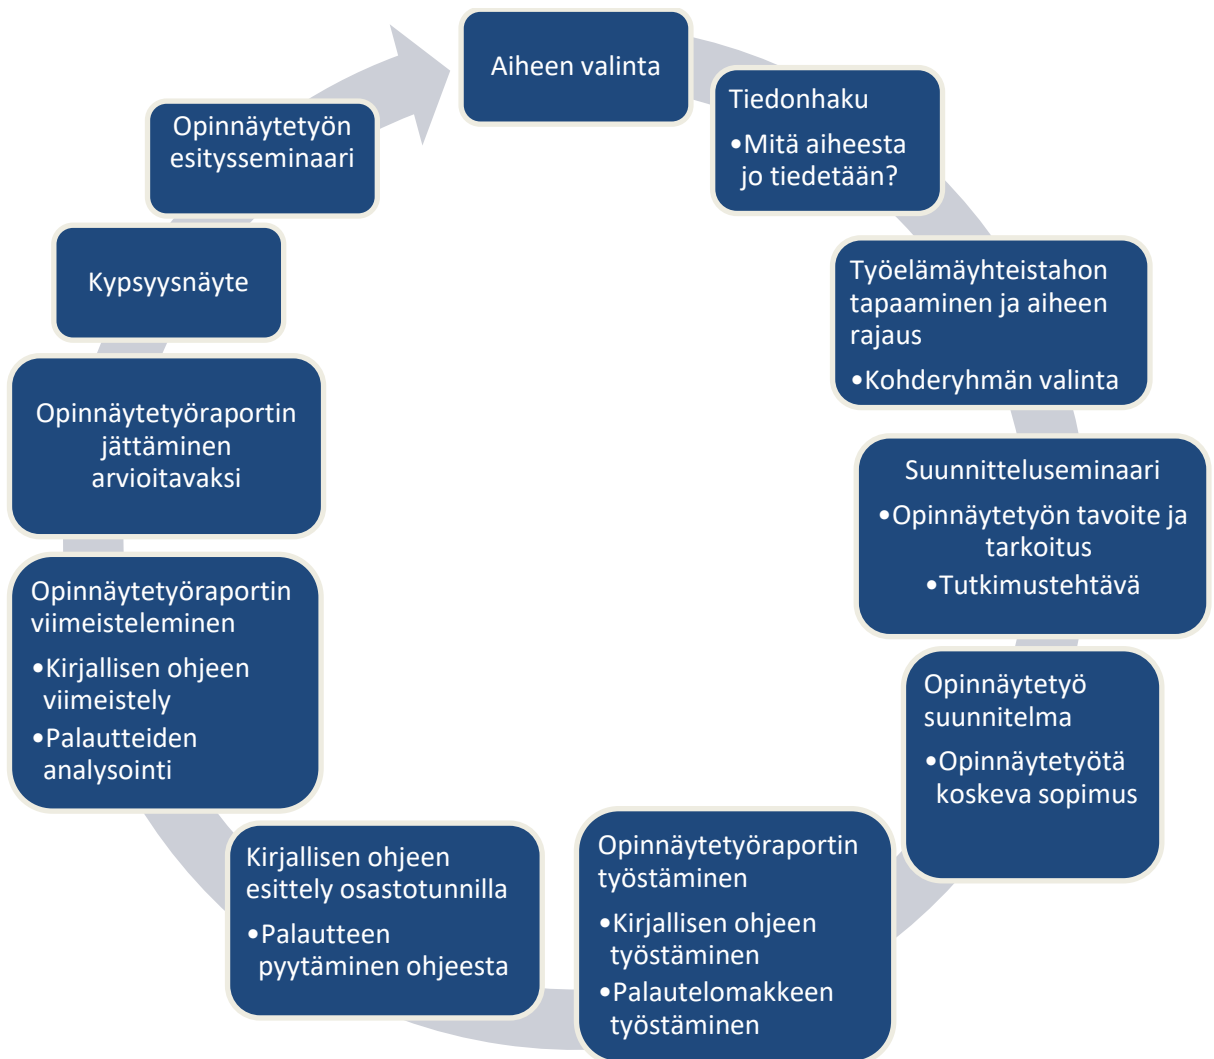 Aiheen valinta
Tiedonhaku
•Mitä aiheesta
jo tiedetään?
Työelämäyhteistahon
tapaaminen ja aiheen
rajaus
•Kohderyhmän valinta
Suunnitteluseminaari
•Opinnäytetyön tavoite ja
tarkoitus
•Tutkimustehtävä
Opinnäytetyö
suunnitelma
•Opinnäytetyötä
koskeva sopimus
Opinnäytetyöraportin
työstäminen
•Kirjallisen ohjeen
työstäminen
•Palautelomakkeen
työstäminen
Kirjallisen ohjeen
esittely osastotunnilla
•Palautteen
pyytäminen ohjeesta
Opinnäytetyöraportin
viimeisteleminen
•Kirjallisen ohjeen
viimeistely
•Palautteiden
analysointi
Opinnäytetyöraportin
jättäminen
arvioitavaksi
Kypsyysnäyte
Opinnäytetyön
esitysseminaari